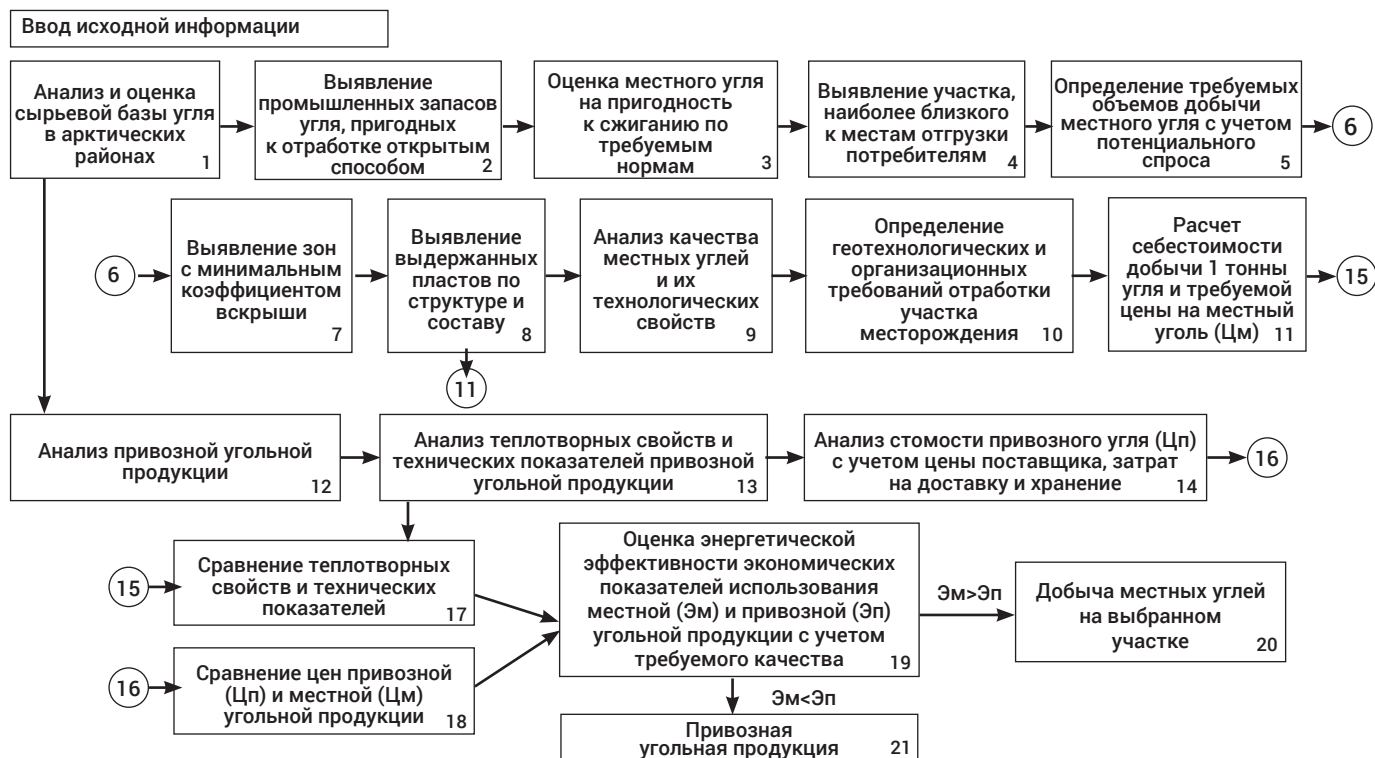 Ввод исходной информации
Анализ и оценка
сырьевой базы угля
в арктических
районах
1
Выявление
промышленных запасов
угля, пригодных
к отработке открытым
способом
2
Оценка местного угля
на пригодность
к сжиганию по
требуемым
нормам
3
Выявление участка,
наиболее близкого
к местам отгрузки
потребителям
4
Определение требуемых
объемов добычи
местного угля с учетом
потенциального
спроса
5
6
6
Выявление зон
с минимальным
коэффициентом
вскрыши
7
Выявление
выдержанных
пластов по
структуре и
составу
8
Анализ качества
местных углей
и их
технологических
свойств
9
Определение
геотехнологических и
организационных
требований отработки
участка
месторождения
10
Расчет
себестоимости
добычи 1 тонны
угля и требуемой
цены на местный
уголь (Цм)
11
15
11
Анализ привозной угольной
продукции
12
Анализ теплотворных свойств и
технических показателей привозной
угольной продукции
13
Анализ стомости привозного угля (Цп)
с учетом цены поставщика, затрат
на доставку и хранение
14
16
15
Сравнение теплотворных
свойств и технических
показателей
17
16
Сравнение цен привозной
(Цп) и местной (Цм)
угольной продукции
18
Оценка энергетической
эффективности экономических
показателей использования
местной (Эм) и привозной (Эп)
угольной продукции с учетом
требуемого качества
19
Эм>Эп
Добыча местных углей
на выбранном
участке
20
Эм<Эп
Привозная
угольная продукция
21